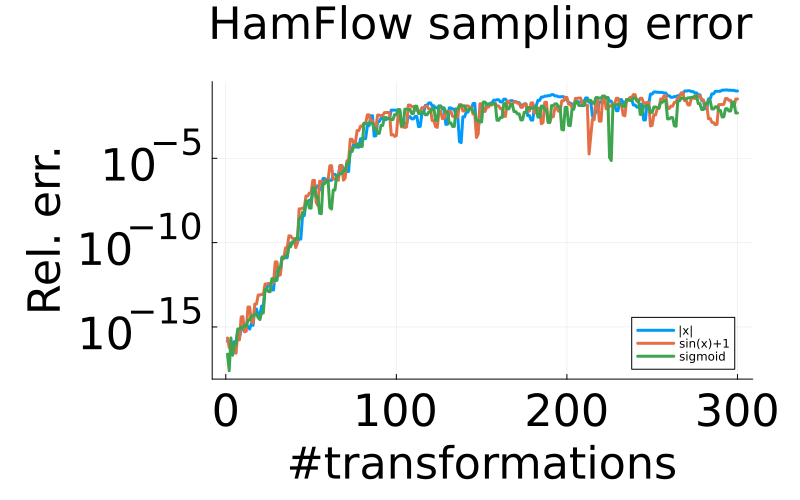 HamFlow sampling error
Rel. err.
10⁻⁵
10⁻¹⁰
10⁻¹⁵
|x|
sin(x)+1
sigmoid
0 100 200 300
#transformations